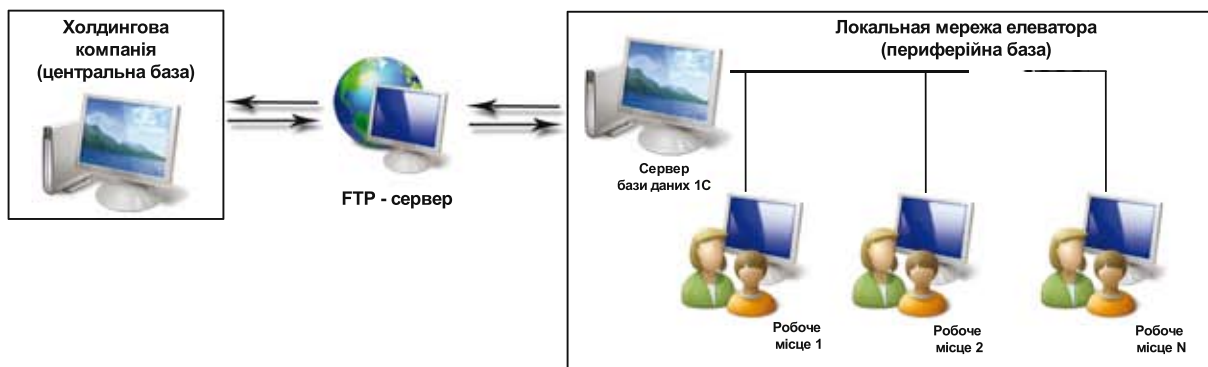 Холдингова
компанія
(центральна база)
FTP - сервер
Локальная мережа елеватора
(периферійна база)
Сервер
бази даних 1С
Робоче
місце 1
Робоче
місце 2
Робоче
місце N